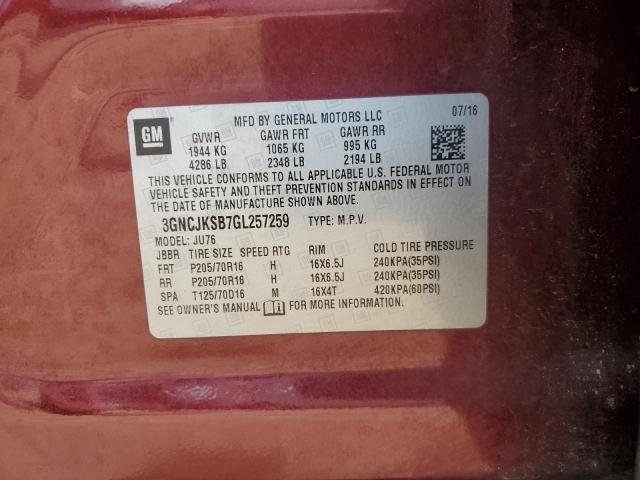 MFD BY GENERAL MOTORS LLC 07/16
GM GVWR GAWR FRT GAWR RR
1944 KG 1065 KG 995 KG
4286 LB 2348 LB 2194 LB
THIS VEHICLE CONFORMS TO ALL APPLICABLE U.S. FEDERAL MOTOR
VEHICLE SAFETY AND THEFT PREVENTION STANDARDS IN EFFECT ON
THE DATE OF MANUFACTURE SHOWN ABOVE.
3GNCJKSB7GL257259 TYPE: M.P.V.
MODEL: JU76
JBBR TIRE SIZE SPEED RTG RIM COLD TIRE PRESSURE
FRT P205/70R16 H 16X6.5J 240KPA(35PSI)
RR P205/70R16 H 16X6.5J 240KPA(35PSI)
SPA T125/70D16 M 16X4T 420KPA(60PSI)
SEE OWNER'S MANUAL FOR MORE INFORMATION.